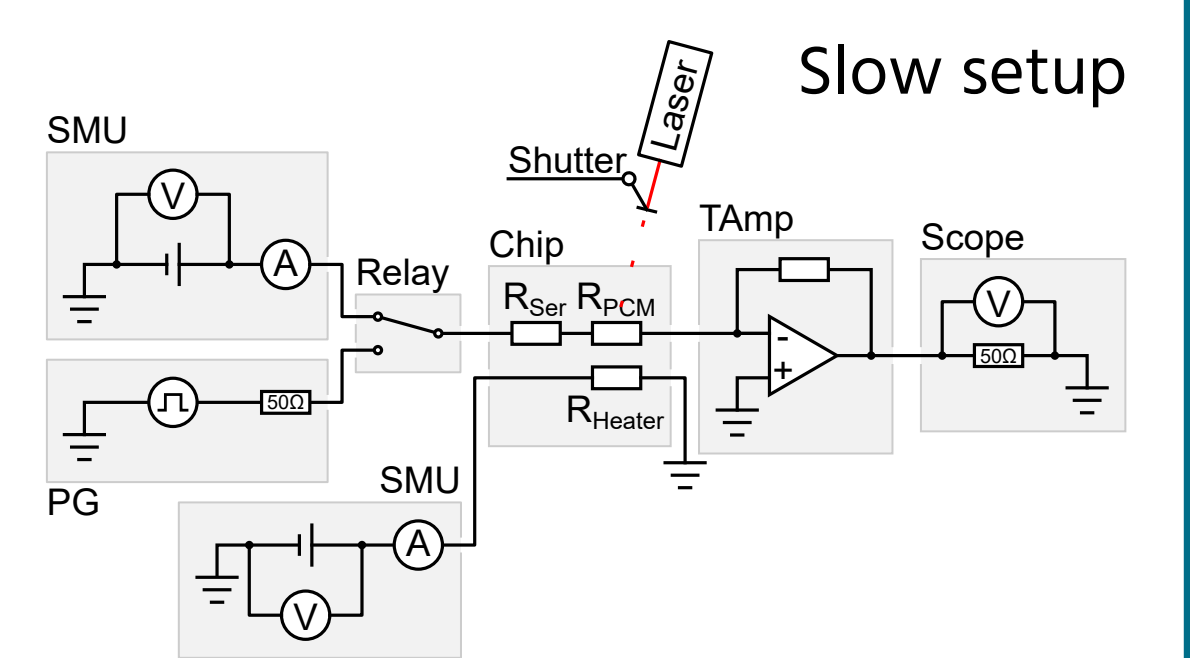 Slow setup
Laser
SMU
Shutter
V
TAmp
Chip
Scope
A
Relay
V
R_Ser R_PCM
-
50Ω
+
50Ω
R_Heater
PG
SMU
A
V